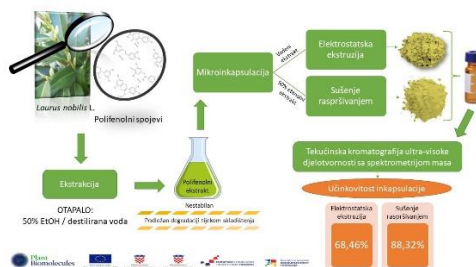 Laurus nobilis L.
Polifenolni spojevi
Ekstrakcija
OTAPALO:
50% EtOH / destilirana voda
Polifenolni
ekstrakt
Nestabilan
Podložan degradaciji tijekom skladištenja
Mikroinkapsulacija
Vodeni
ekstrakt
50% etanolni
ekstrakt
Elektrostatska
ekstruzija
Sušenje
raspršivanjem
Tekućinska kromatografija ultra-visoke
djelotvornosti sa spektrometrijom masa
Učinkovitost inkapsulacije
Elektrostatska
ekstruzija
68,46%
Sušenje
raspršivanjem
88,32%
Plant
Biomolecules